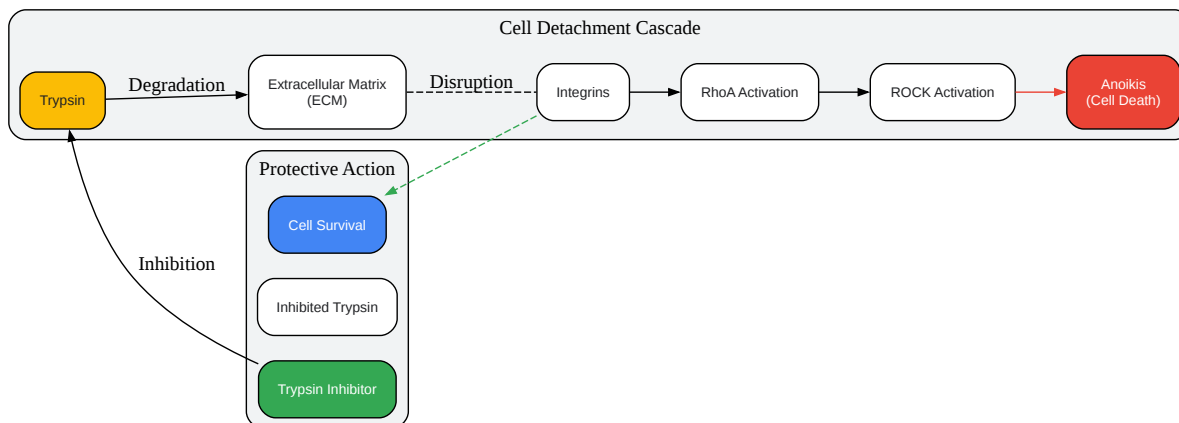 Cell Detachment Cascade
Trypsin
Degradation
Extracellular Matrix
(ECM)
Disruption
Integrins
RhoA Activation
ROCK Activation
Anoikis
(Cell Death)
Protective Action
Cell Survival
Inhibition
Inhibited Trypsin
Trypsin Inhibitor